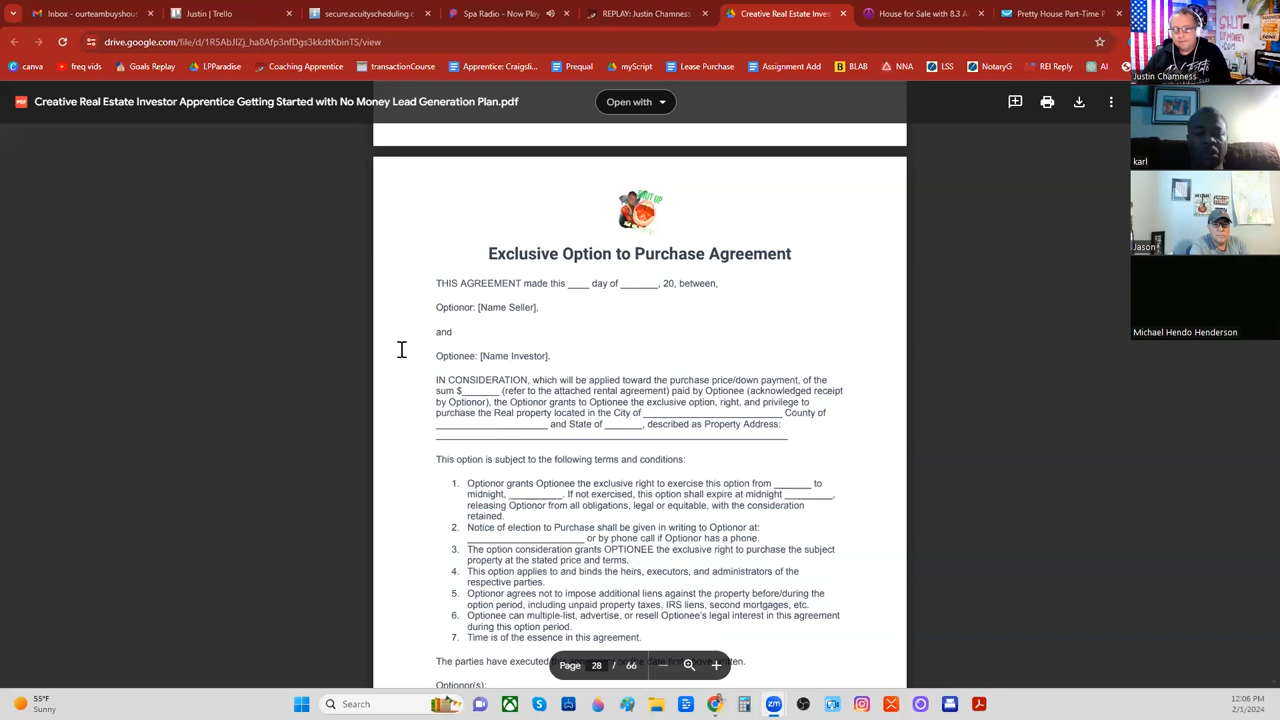 M Inbox (41) - ourteambuyshous
Justin | Trello
secure.acuityscheduling.c
Spa Radio - Pretty
REPLAY: Justin Chamness
Creative Real Estate Inves
House for Sale with 8.3 A
Pretty House Part-Time P
drive.google.com/file/d/1R5AbJIZj_ha8Afp3nfDgs3kkdtKbinTS/view
canva
freq vids
Goals Replay
LPParadise
Coaching Apprentice
transactionCourse
Apprentice: Craigsli...
Prequal
myScript
Lease Purchase
Assignment Add
BLAB
NNA
LSS
NotaryG
REI Reply
AI
Justin Chamness
PDF
Creative Real Estate Investor Apprentice Getting Started with No Money Lead Generation Plan.pdf
Open with
karl
Jason
Michael Hendo Henderson
Exclusive Option to Purchase Agreement
THIS AGREEMENT made this ____ day of _______, 20, between,
Optionor: [Name Seller],
and
Optionee: [Name Investor].
IN CONSIDERATION, which will be applied toward the purchase price/down payment, of the
sum $_______ (refer to the attached rental agreement) paid by Optionee (acknowledged receipt
by Optionor), the Optionor grants to Optionee the exclusive option, right, and privilege to
purchase the Real property located in the City of __________________________ County of
_____________________ and State of _______, described as Property Address:
__________________________________________________________________
This option is subject to the following terms and conditions:
1. Optionor grants Optionee the exclusive right to exercise this option from _______ to
midnight, __________. If not exercised, this option shall expire at midnight _________,
releasing Optionor from all obligations, legal or equitable, with the consideration
retained.
2. Notice of election to Purchase shall be given in writing to Optionor at:
______________________ or by phone call if Optionor has a phone.
3. The option consideration grants OPTIONEE the exclusive right to purchase the subject
property at the stated price and terms.
4. This option applies to and binds the heirs, executors, and administrators of the
respective parties.
5. Optionor agrees not to impose additional liens against the property before/during the
option period, including unpaid property taxes, IRS liens, second mortgages, etc.
6. Optionee can multiple-list, advertise, or resell Optionee's legal interest in this agreement
during this option period.
7. Time is of the essence in this agreement.
The parties have executed
Page 28 / 66
Optionor(s):
55°F
Sunny
Search
12:06 PM
2/1/2024